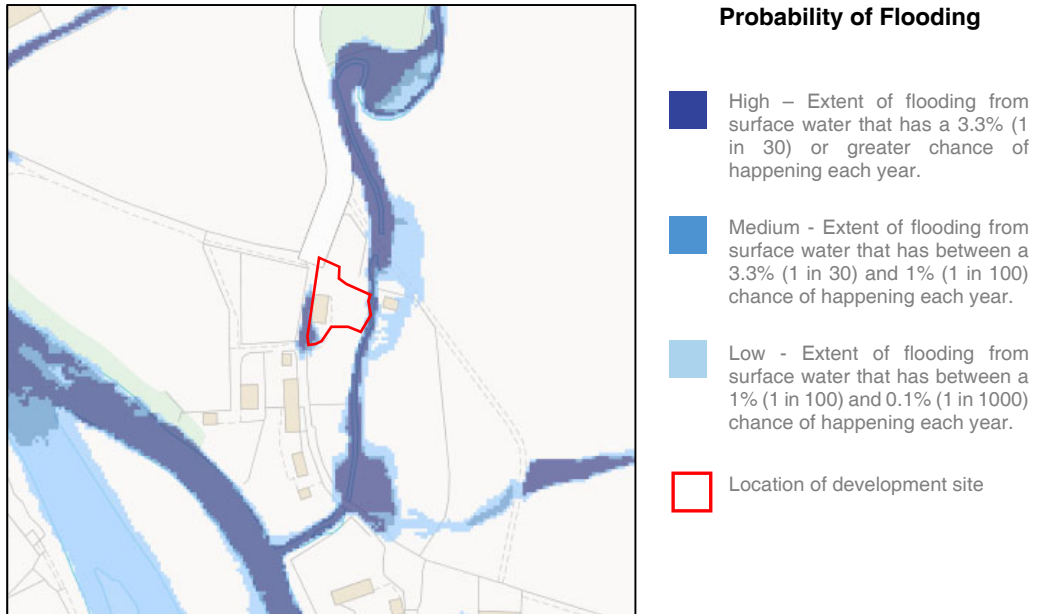 Probability of Flooding
High – Extent of flooding from
surface water that has a 3.3% (1
in 30) or greater chance of
happening each year.
Medium - Extent of flooding from
surface water that has between a
3.3% (1 in 30) and 1% (1 in 100)
chance of happening each year.
Low - Extent of flooding from
surface water that has between a
1% (1 in 100) and 0.1% (1 in 1000)
chance of happening each year.
Location of development site